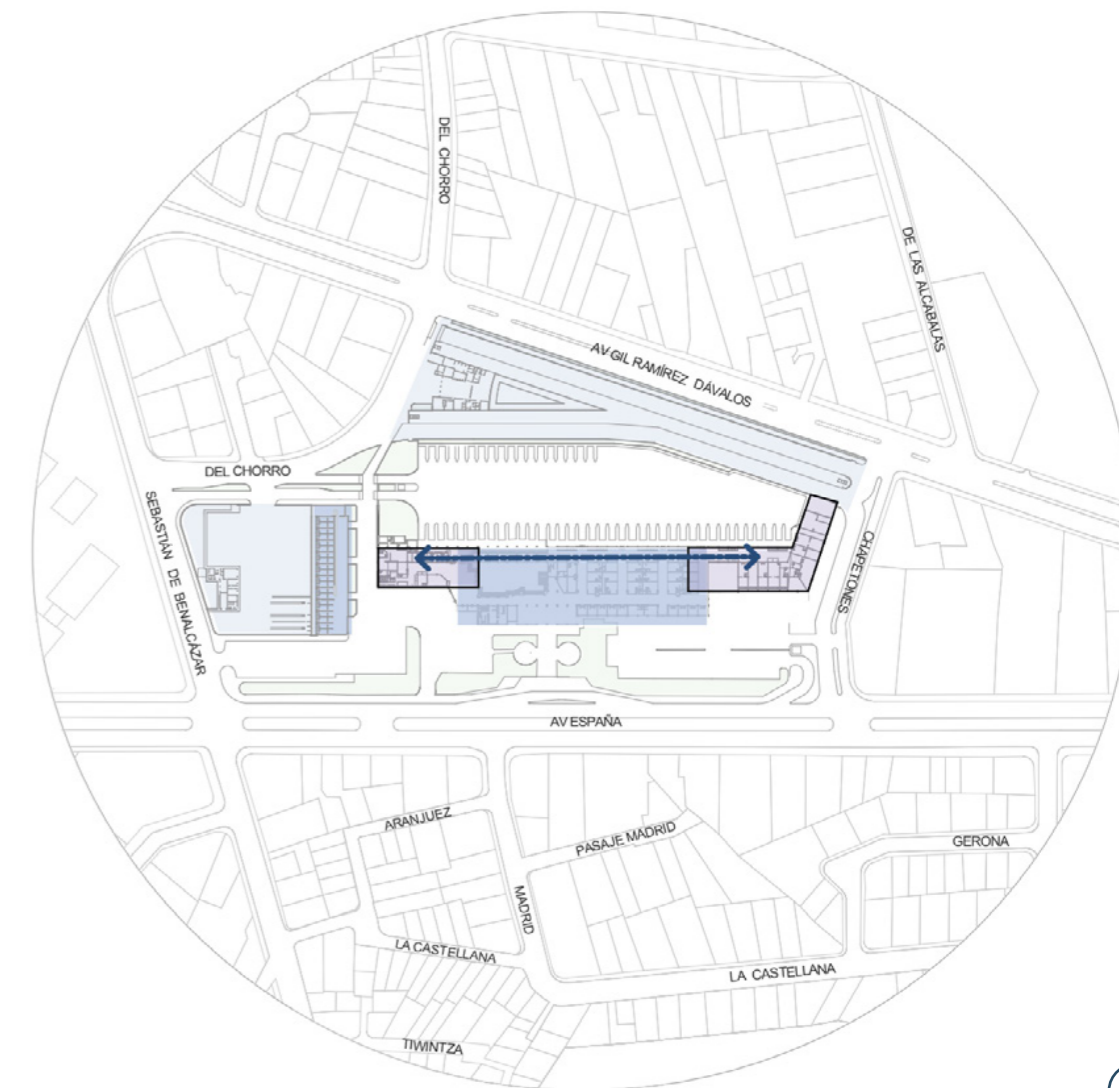 DEL CHORRO
DE LAS ALCABALAS
AV GIL RAMÍREZ DÁVALOS
DEL CHORRO
SEBASTIÁN DE BENALCÁZAR
CHAPETONES
AV ESPAÑA
ARANJUEZ
PASAJE MADRID
GERONA
MADRID
LA CASTELLANA
LA CASTELLANA
TIWINTZA